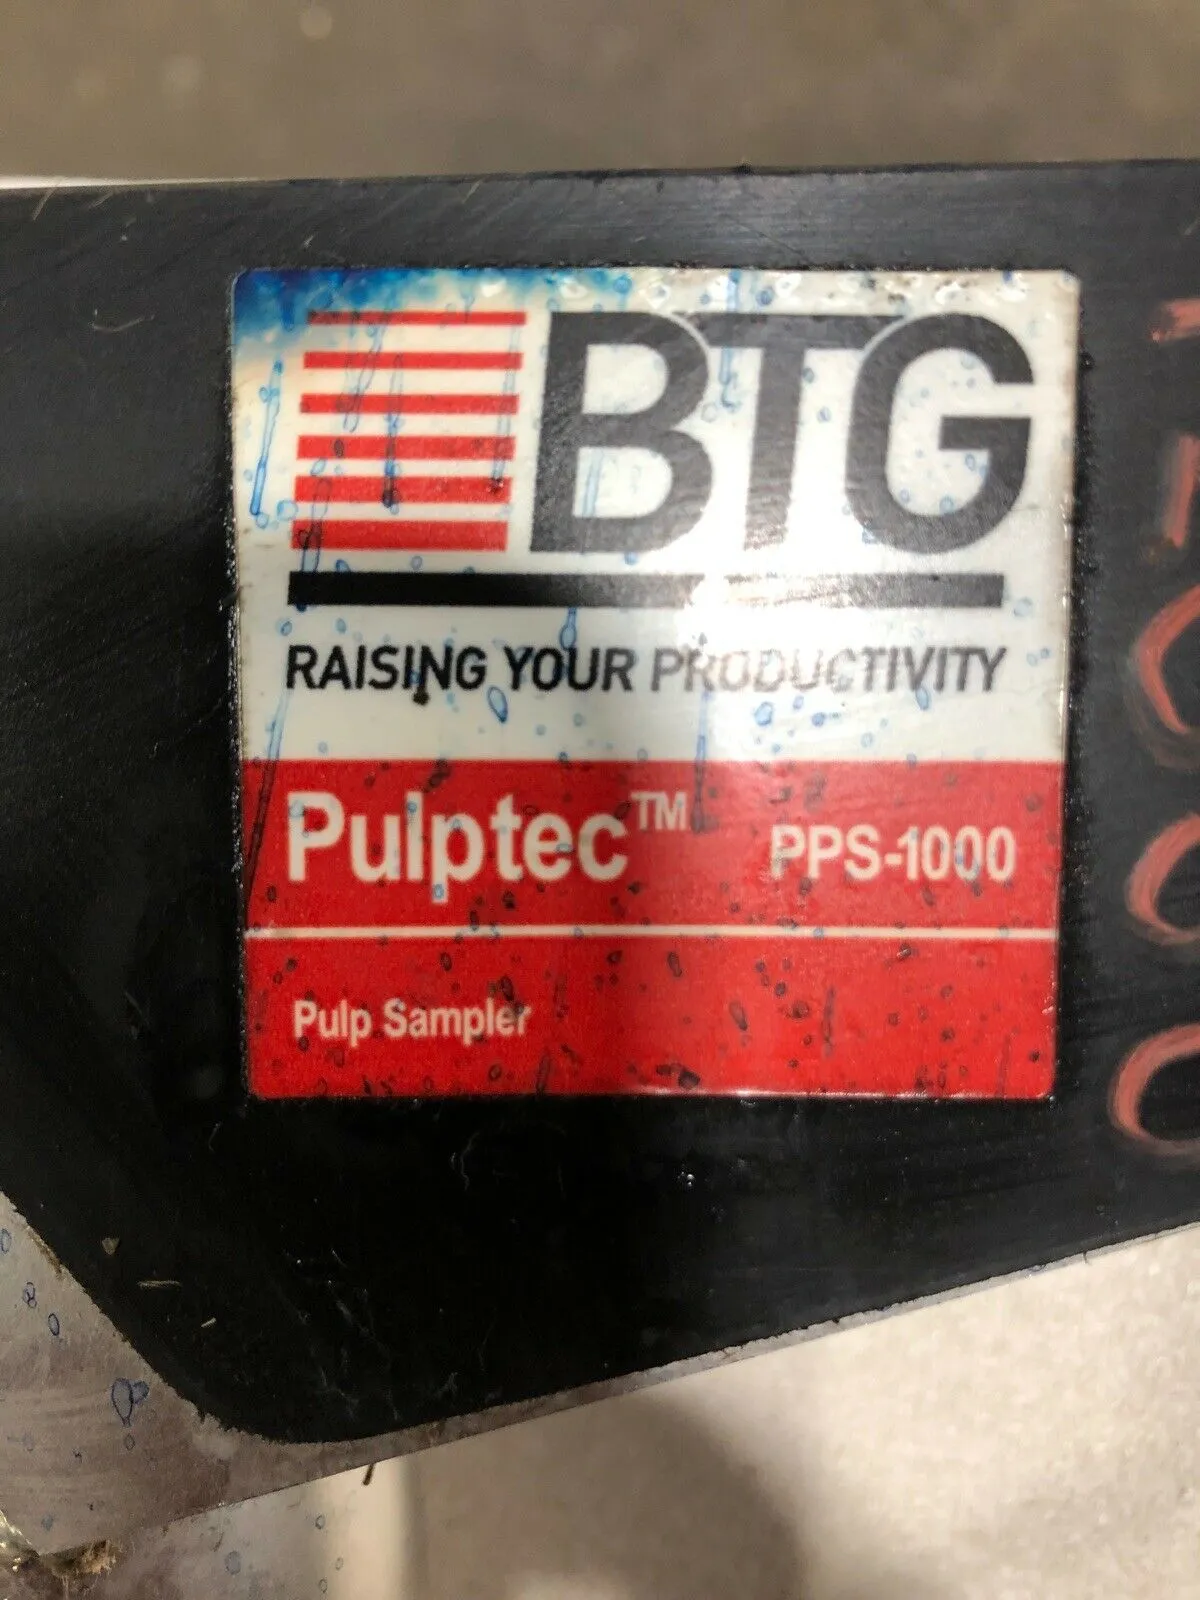 BTG
RAISING YOUR PRODUCTIVITY
Pulptec™ PPS-1000
Pulp Sampler